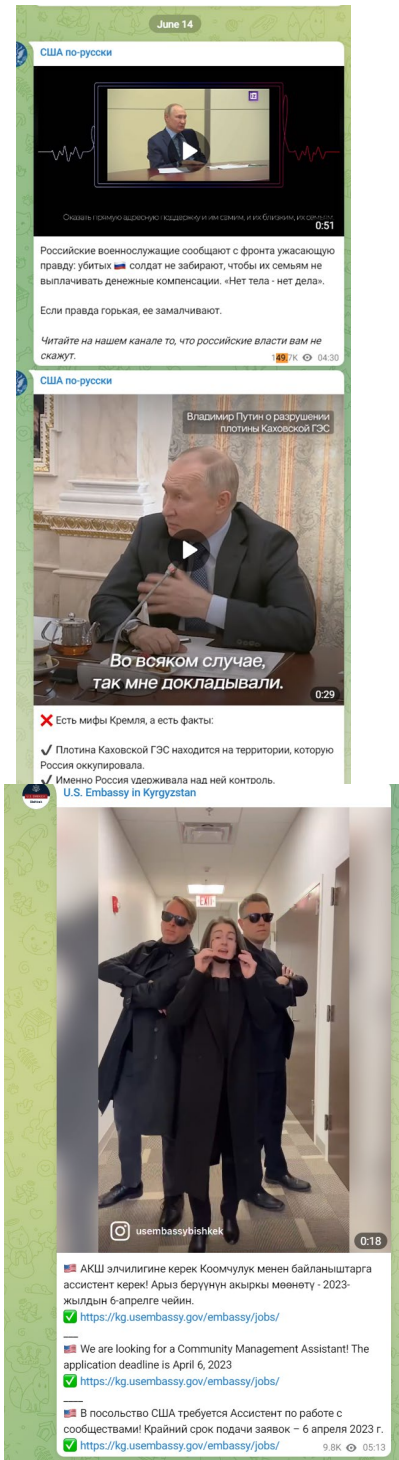 June 14
США по-русски
Оказать прямую адресную поддержку и им самим, и их близким, их семьям
0:51
Российские военнослужащие сообщают с фронта ужасающую
правду: убитых 🇷🇺 солдат не забирают, чтобы их семьям не
выплачивать денежные компенсации. «Нет тела - нет дела».
Если правда горькая, ее замалчивают.
Читайте на нашем канале то, что российские власти вам не
скажут.
149.7K 04:30
США по-русски
Владимир Путин о разрушении
плотины Каховской ГЭС
Во всяком случае,
так мне докладывали.
0:29
❌ Есть мифы Кремля, а есть факты:
✔ Плотина Каховской ГЭС находится на территории, которую
Россия оккупировала.
✔ Именно Россия удерживала над ней контроль.
U.S. Embassy in Kyrgyzstan
EXIT
usembassybishkek
0:18
🇺🇸 АКШ элчилигине керек Коомчулук менен байланыштарга
ассистент керек! Арыз берүүнүн акыркы мөөнөтү - 2023-
жылдын 6-апрелге чейин.
✅ https://kg.usembassy.gov/embassy/jobs/
___
🇺🇸 We are looking for a Community Management Assistant! The
application deadline is April 6, 2023
✅ https://kg.usembassy.gov/embassy/jobs/
____
🇺🇸 В посольство США требуется Ассистент по работе с
сообществами! Крайний срок подачи заявок – 6 апреля 2023 г.
✅ https://kg.usembassy.gov/embassy/jobs/
9.8K 05:13